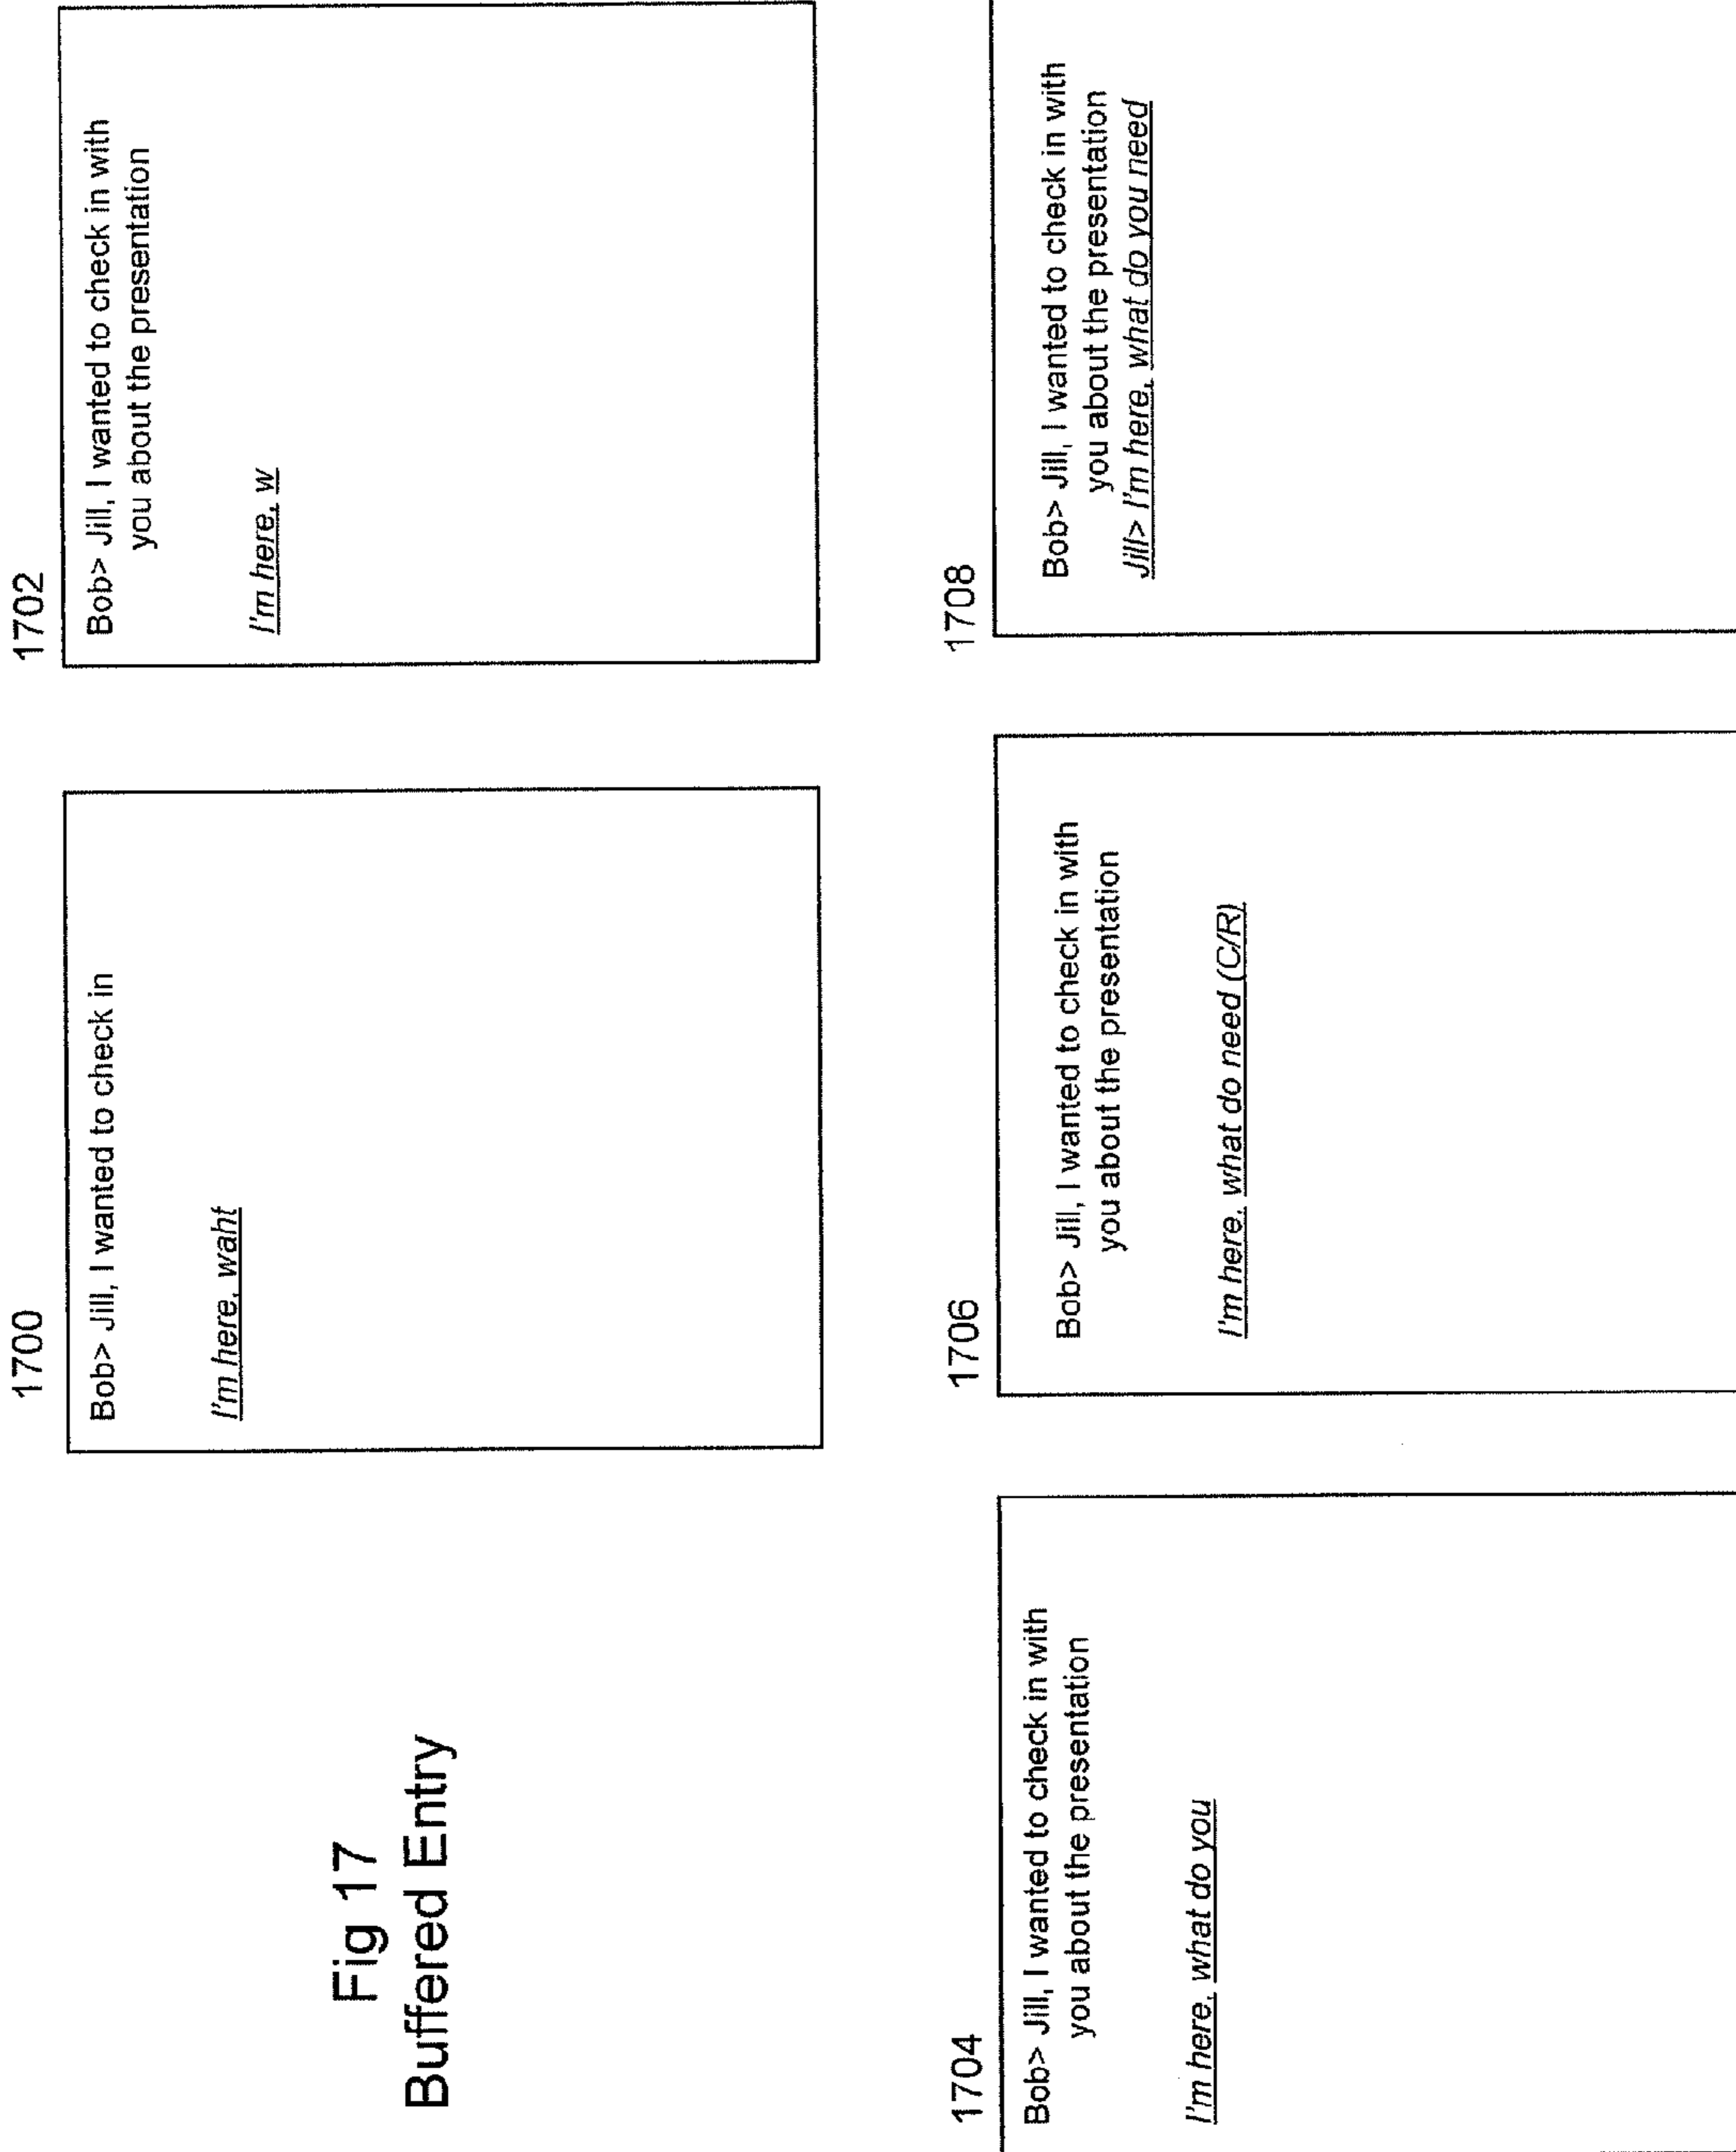 Fig 17
Buffered Entry
1700
Bob> Jill, I wanted to check in
I'm here, waht
1702
Bob> Jill, I wanted to check in with
you about the presentation
I'm here, w
1704
Bob> Jill, I wanted to check in with
you about the presentation
I'm here, what do you
1706
Bob> Jill, I wanted to check in with
you about the presentation
I'm here, what do need (C/R)
1708
Bob> Jill, I wanted to check in with
you about the presentation
Jill> I'm here, what do you need